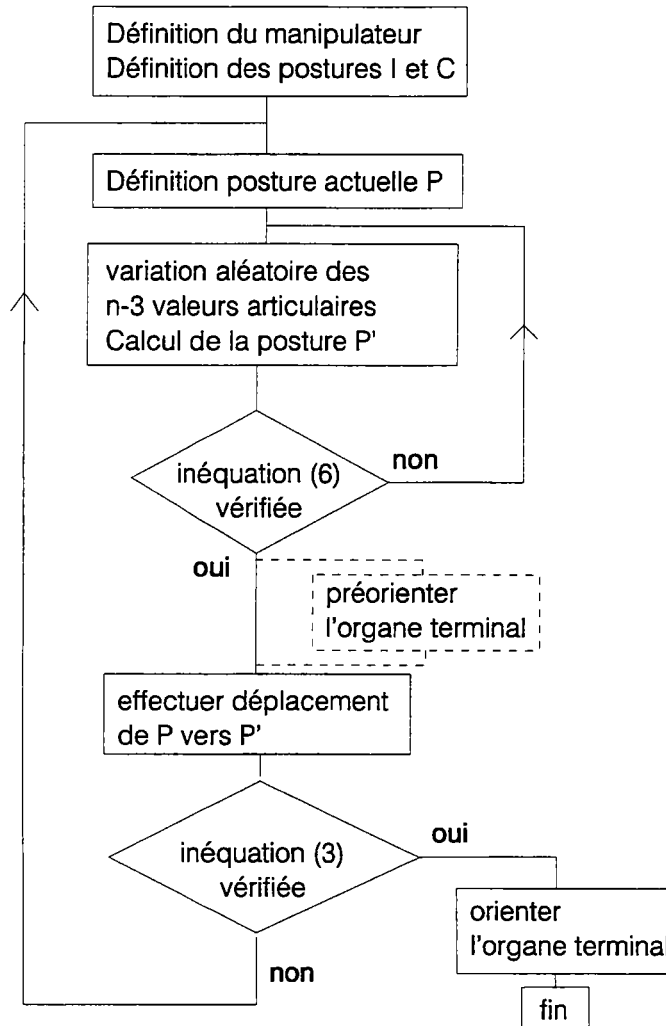 Définition du manipulateur
Définition des postures I et C
Définition posture actuelle P
variation aléatoire des
n-3 valeurs articulaires
Calcul de la posture P'
inéquation (6)
vérifiée
non
oui
préorienter
l'organe terminal
effectuer déplacement
de P vers P'
inéquation (3)
vérifiée
oui
orienter
l'organe terminal
non
fin